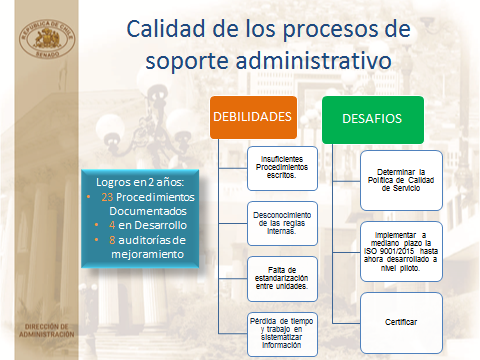 REPUBLICA DE CHILE
SENADO
Calidad de los procesos de
soporte administrativo
Logros en 2 años:
• 23 Procedimientos
Documentados
• 4 en Desarrollo
• 8 auditorías de
mejoramiento
DEBILIDADES
Insuficientes
Procedimientos
escritos.
Desconocimiento
de las reglas
internas.
Falta de
estandarización
entre unidades.
Pérdida de tiempo
y trabajo en
sistematizar
información
DESAFIOS
Determinar la
Política de Calidad
de Servicio
Implementar a
mediano plazo la
ISO 9001/2015 hasta
ahora desarrollado a
nivel piloto.
Certificar
DIRECCIÓN DE
ADMINISTRACIÓN